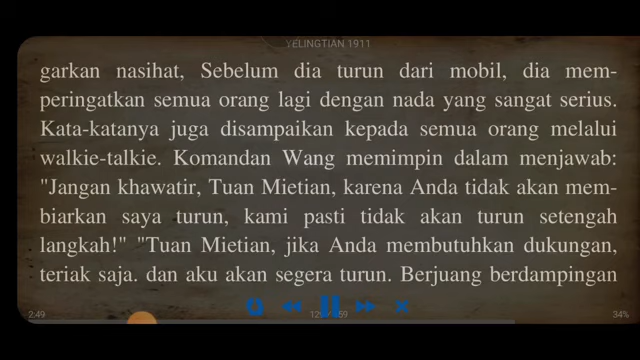 YELINGTIAN 1911
garkan nasihat, Sebelum dia turun dari mobil, dia mem-
peringatkan semua orang lagi dengan nada yang sangat serius.
Kata-katanya juga disampaikan kepada semua orang melalui
walkie-talkie. Komandan Wang memimpin dalam menjawab:
"Jangan khawatir, Tuan Mietian, karena Anda tidak akan mem-
biarkan saya turun, kami pasti tidak akan turun setengah
langkah!" "Tuan Mietian, jika Anda membutuhkan dukungan,
teriak saja. dan aku akan segera turun. Berjuang berdampingan
2:49
34%